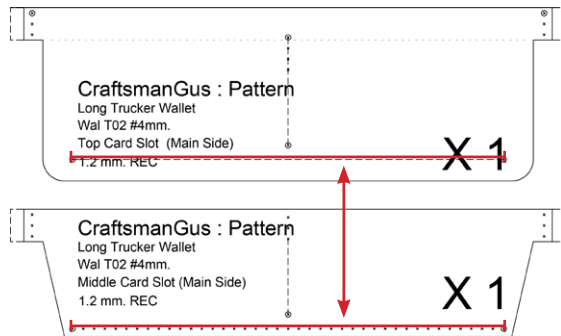 CraftsmanGus : Pattern
Long Trucker Wallet
Wal T02 #4mm.
Top Card Slot (Main Side)
1.2 mm. REC
X 1
CraftsmanGus : Pattern
Long Trucker Wallet
Wal T02 #4mm.
Middle Card Slot (Main Side)
1.2 mm. REC
X 1